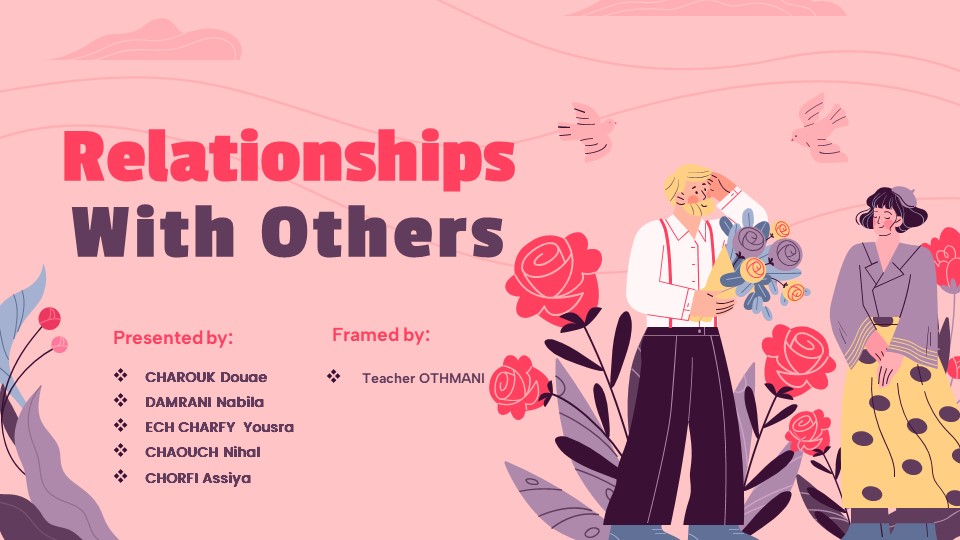 Relationships
With Others
Presented by:
❖ CHAROUK Douae
❖ DAMRANI Nabila
❖ ECH CHARFY Yousra
❖ CHAOUCH Nihal
❖ CHORFI Assiya
Framed by:
❖ Teacher OTHMANI